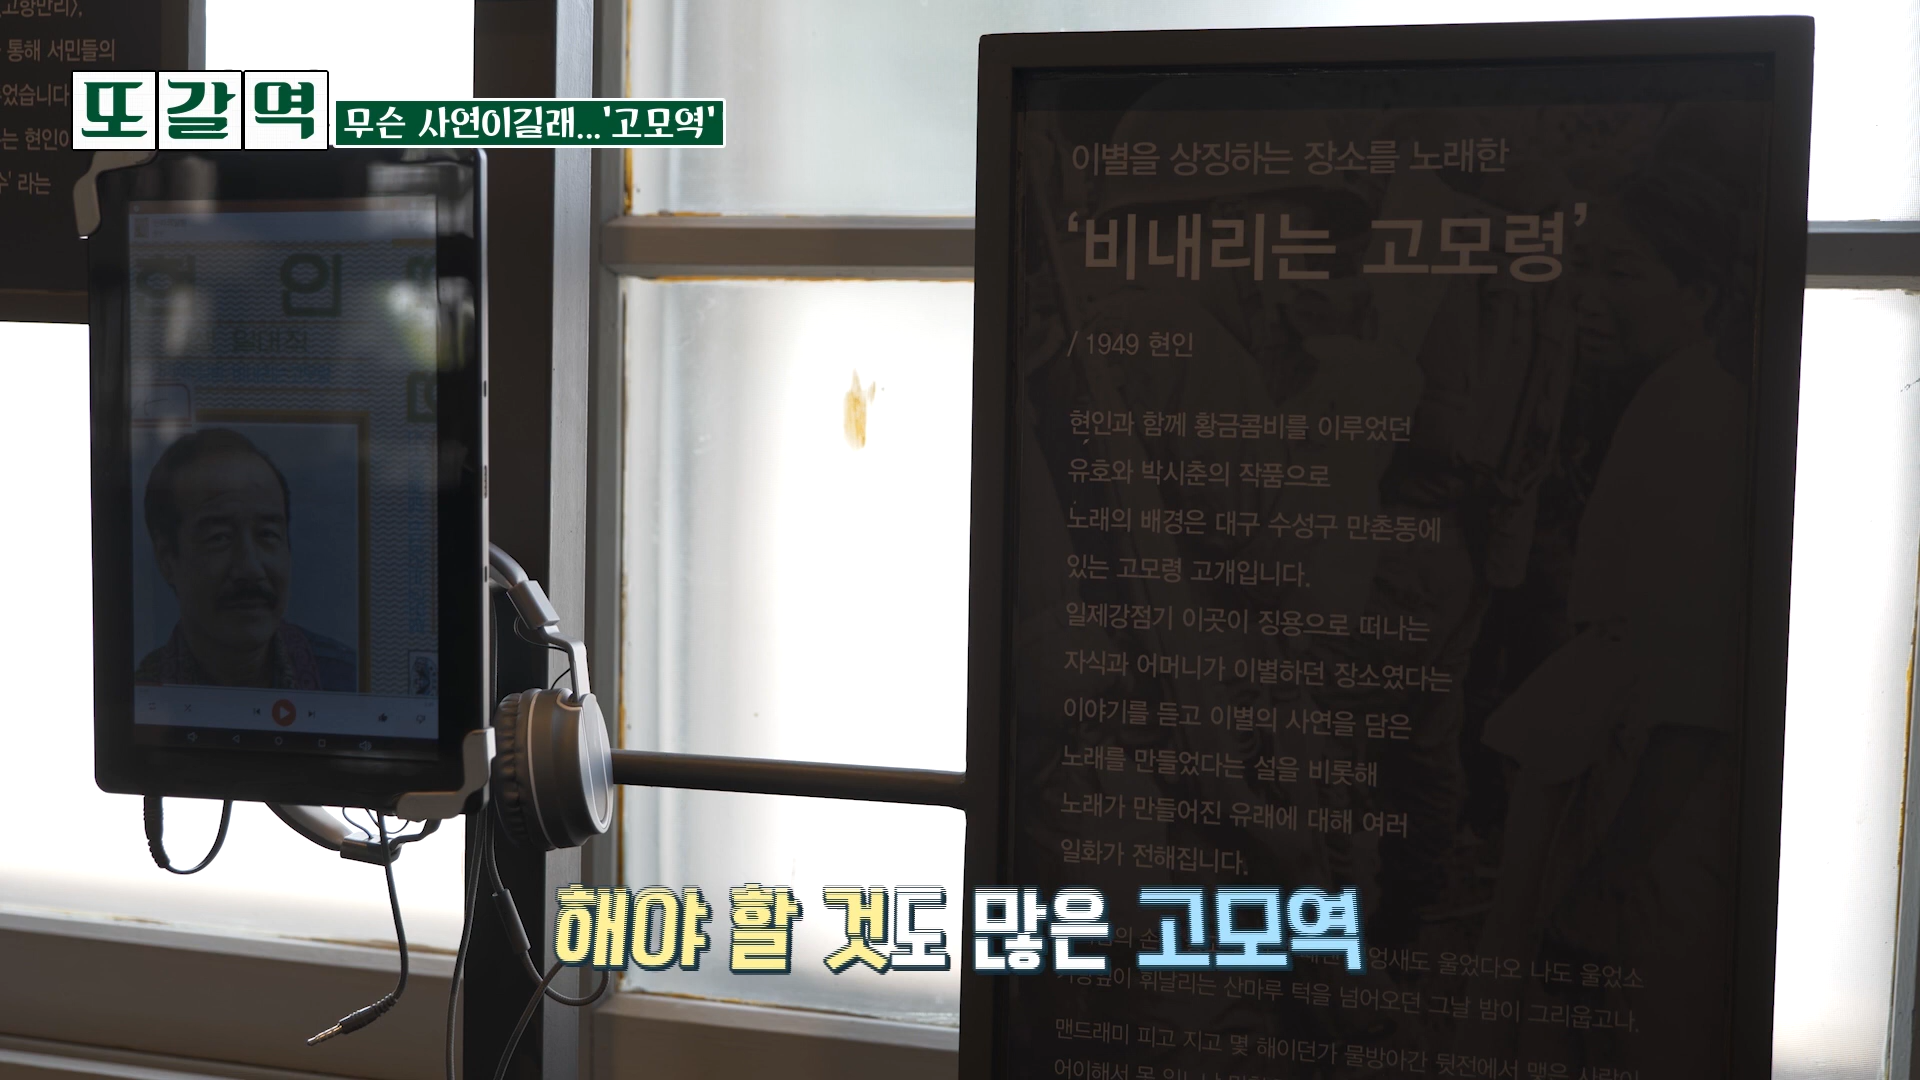 고향만리>,
통해 서민들의
었습니다
는 현인이
수' 라는
또갈역
무슨 사연이길래...'고모역'
인
이별을 상징하는 장소를 노래한
‘비내리는 고모령’
/ 1949 현인
현인과 함께 황금콤비를 이루었던
유호와 박시춘의 작품으로
노래의 배경은 대구 수성구 만촌동에
있는 고모령 고개입니다.
일제강점기 이곳이 징용으로 떠나는
자식과 어머니가 이별하던 장소였다는
이야기를 듣고 이별의 사연을 담은
노래를 만들었다는 설을 비롯해
노래가 만들어진 유래에 대해 여러
일화가 전해집니다.
해야 할 것도 많은 고모역
울었다오 나도 울었소
휘날리는 산마루 턱을 넘어오던 그날 밤이 그리웁고나.
맨드래미 피고 지고 몇 해이던가 물방아간 뒷전에서 맺은